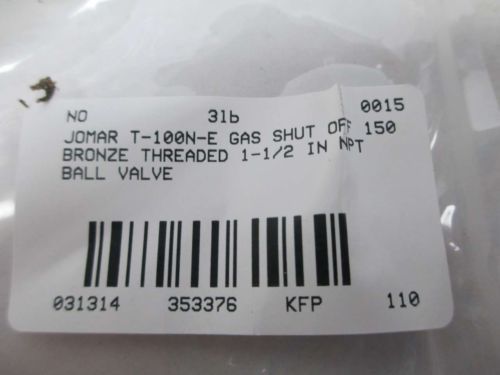 NO 3lb 0015
JOMAR T-100N-E GAS SHUT OFF 150
BRONZE THREADED 1-1/2 IN NPT
BALL VALVE
031314 353376 KFP 110